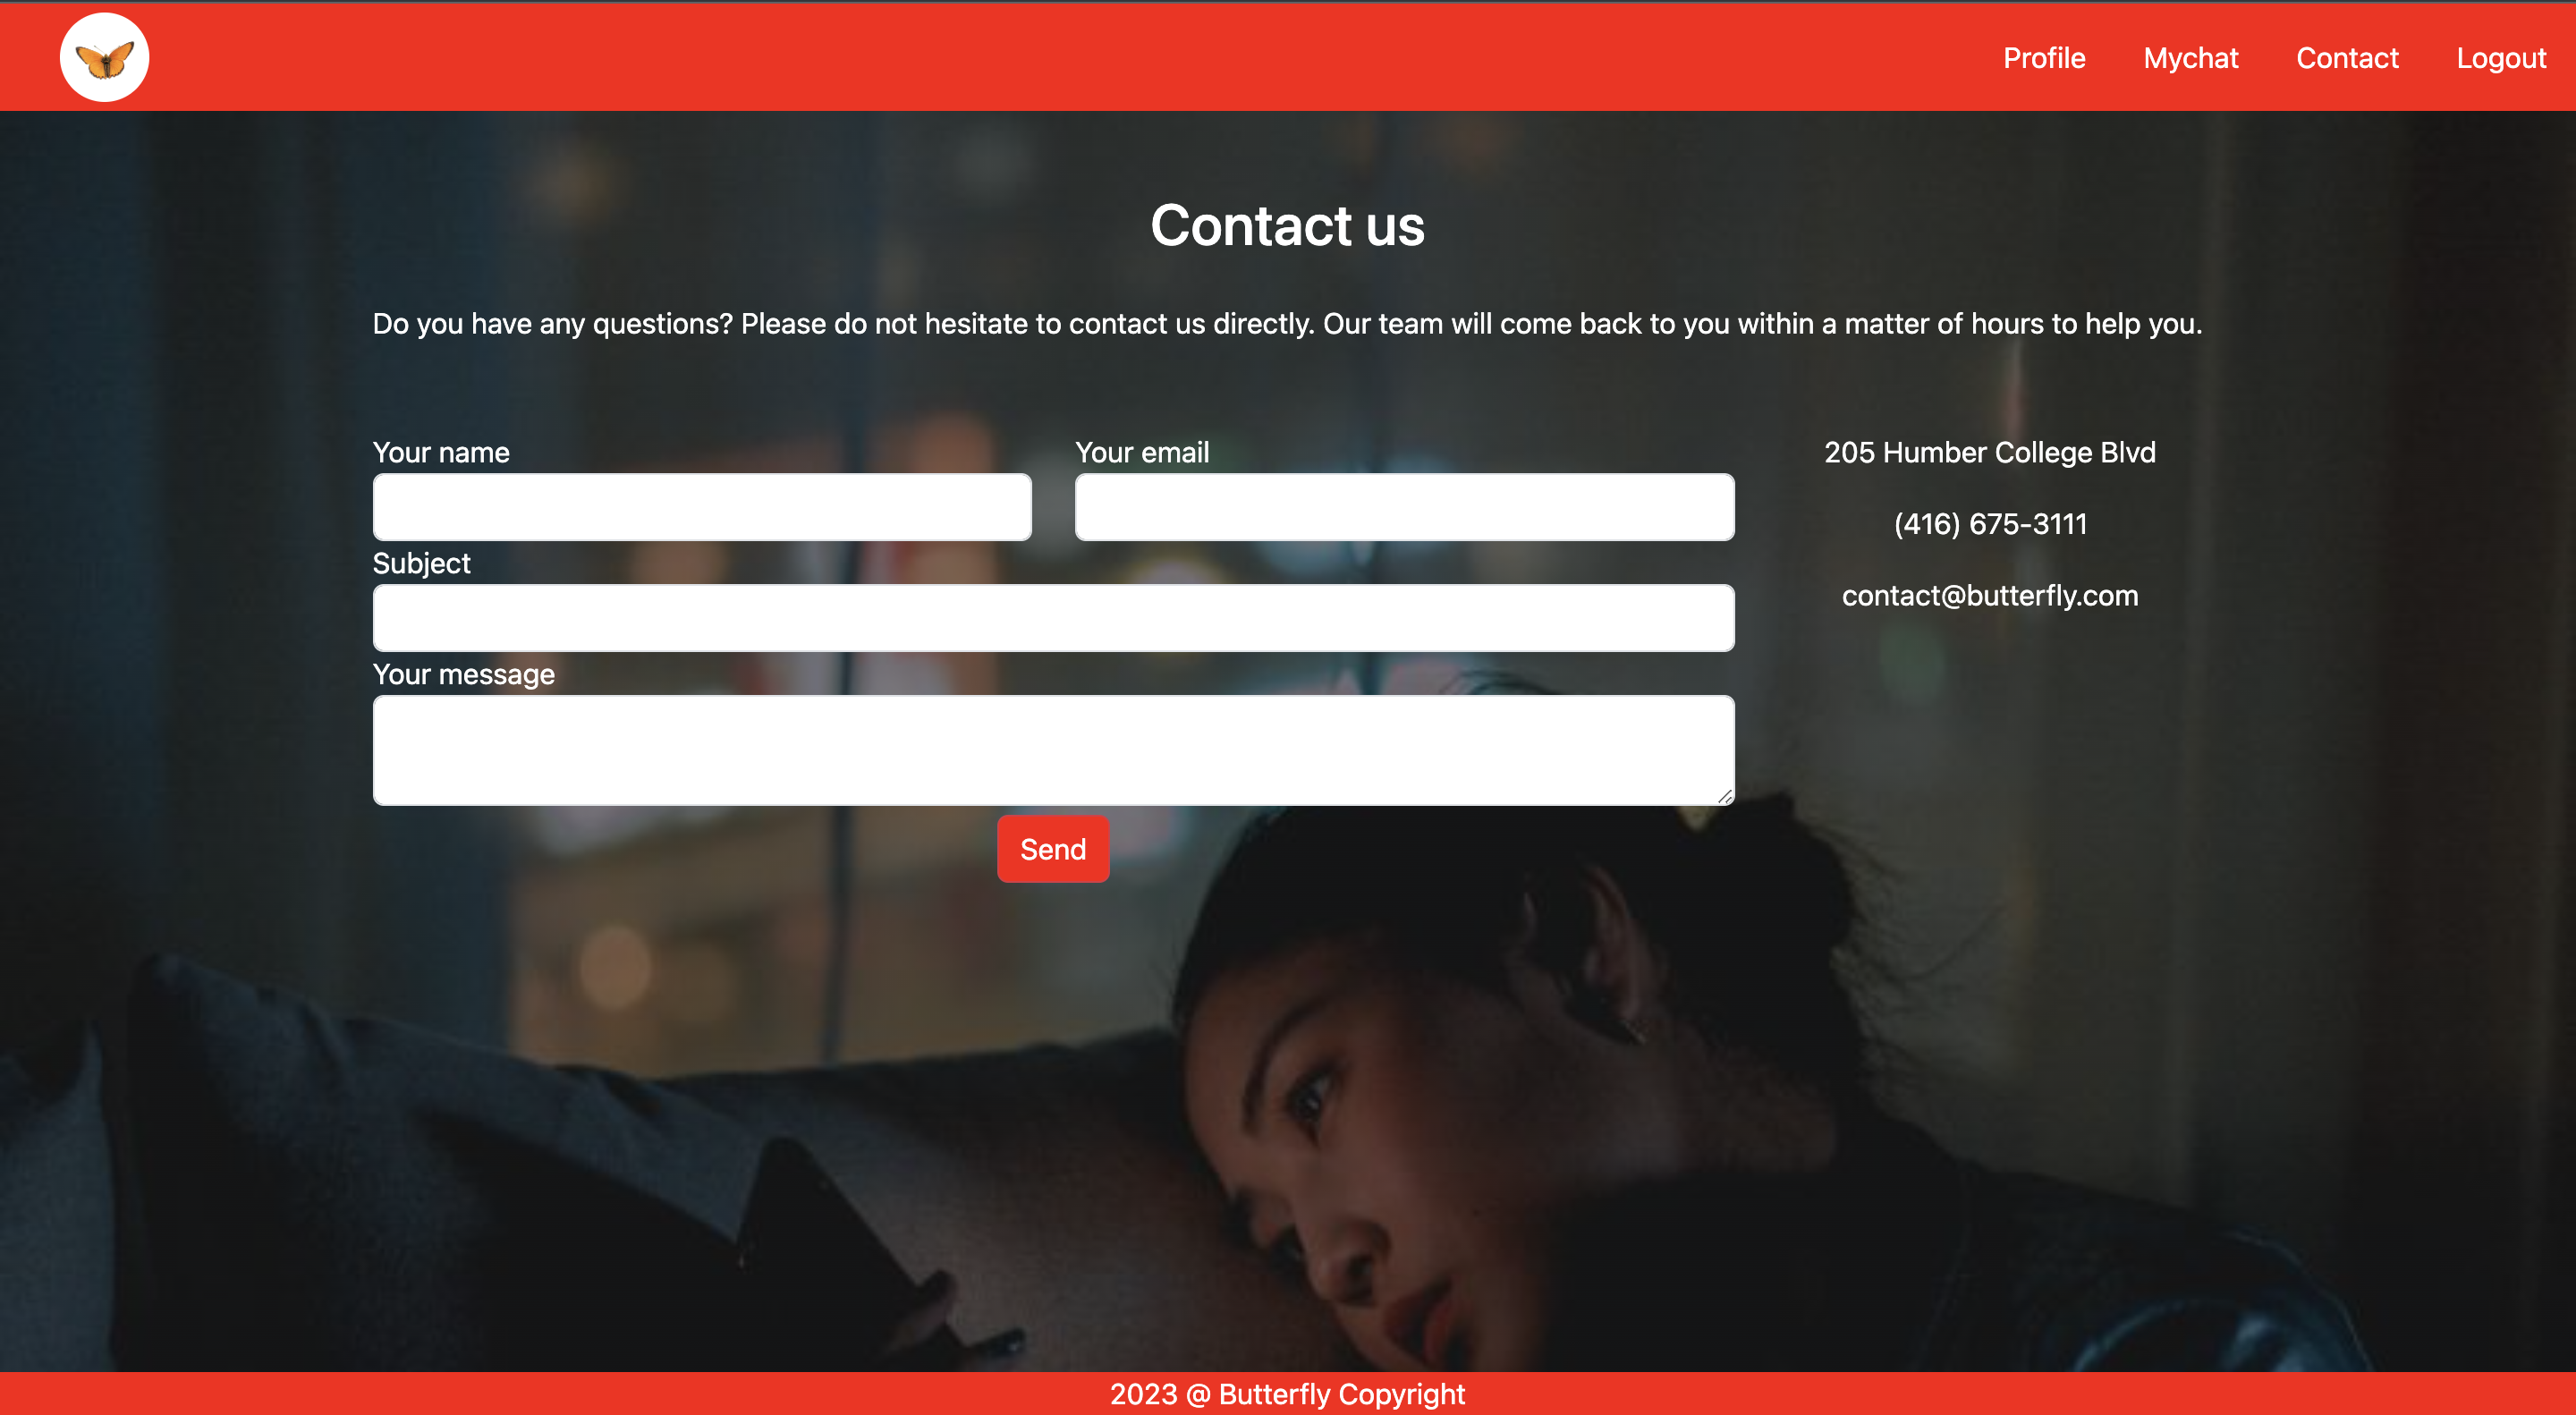 Profile Mychat Contact Logout
Contact us
Do you have any questions? Please do not hesitate to contact us directly. Our team will come back to you within a matter of hours to help you.
Your name
Your email
Subject
Your message
Send
205 Humber College Blvd
(416) 675-3111
contact@butterfly.com
2023 @ Butterfly Copyright